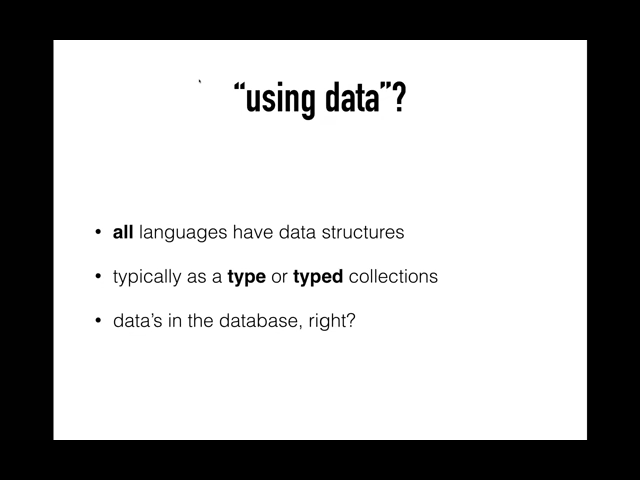 “using data”?
• all languages have data structures
• typically as a type or typed collections
• data’s in the database, right?